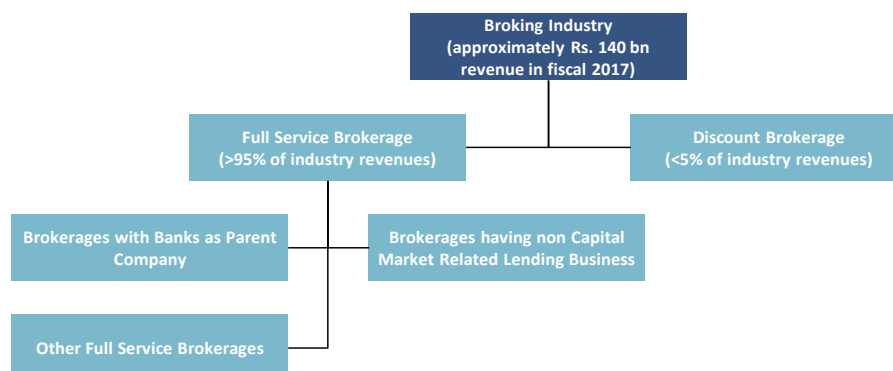 Broking Industry
(approximately Rs. 140 bn
revenue in fiscal 2017)
Full Service Brokerage
(>95% of industry revenues)
Discount Brokerage
(<5% of industry revenues)
Brokerages with Banks as Parent
Company
Brokerages having non Capital
Market Related Lending Business
Other Full Service Brokerages